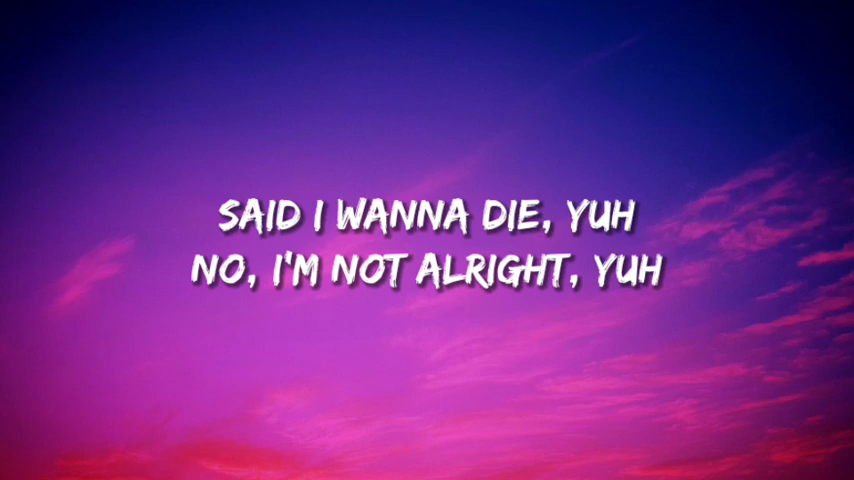 SAID I WANNA DIE, YUH
NO, I'M NOT ALRIGHT, YUH